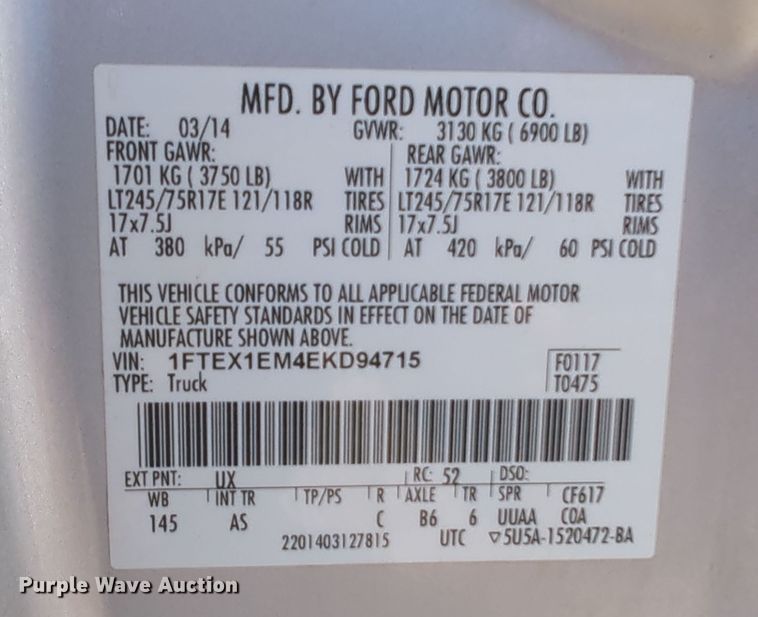 MFD. BY FORD MOTOR CO.
DATE: 03/14 GVWR: 3130 KG ( 6900 LB)
FRONT GAWR: REAR GAWR:
1701 KG ( 3750 LB) WITH 1724 KG ( 3800 LB) WITH
LT245/75R17E 121/118R TIRES LT245/75R17E 121/118R TIRES
17x7.5J RIMS 17x7.5J RIMS
AT 380 kPa/ 55 PSI COLD AT 420 kPa/ 60 PSI COLD
THIS VEHICLE CONFORMS TO ALL APPLICABLE FEDERAL MOTOR
VEHICLE SAFETY STANDARDS IN EFFECT ON THE DATE OF
MANUFACTURE SHOWN ABOVE.
VIN: 1FTEX1EM4EKD94715 F0117
TYPE: Truck T0475
EXT PNT: UX RC: 52 DSO:
WB INT TR TP/PS R AXLE TR SPR CF617
145 AS C B6 6 UUAA COA
2201403127815 UTC ▽5U5A-1520472-BA
Purple Wave Auction